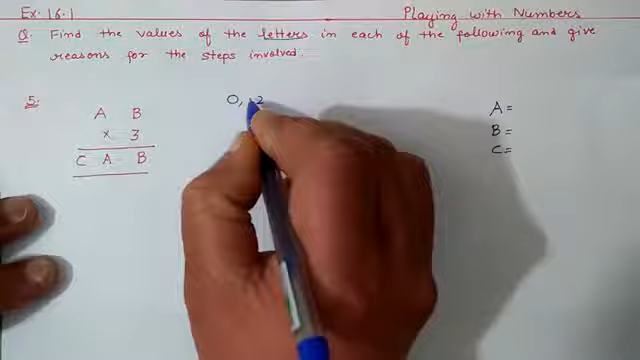 Ex. 16.1 Playing with Numbers
Q. Find the values of the letters in each of the following and give
reasons for the steps involved.
5. A B
× 3
C A B
0, 2
A =
B =
C =